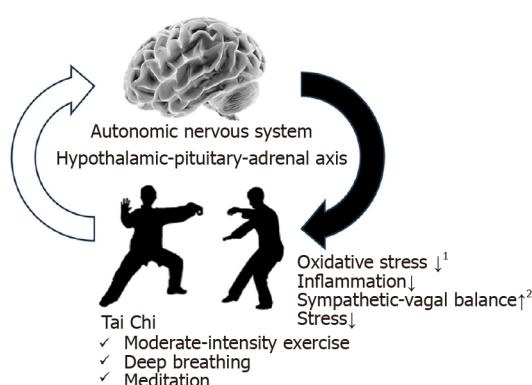 Autonomic nervous system
Hypothalamic-pituitary-adrenal axis
Oxidative stress ↓¹
Inflammation↓
Sympathetic-vagal balance↑²
Stress↓
Tai Chi
✓ Moderate-intensity exercise
✓ Deep breathing
✓ Meditation